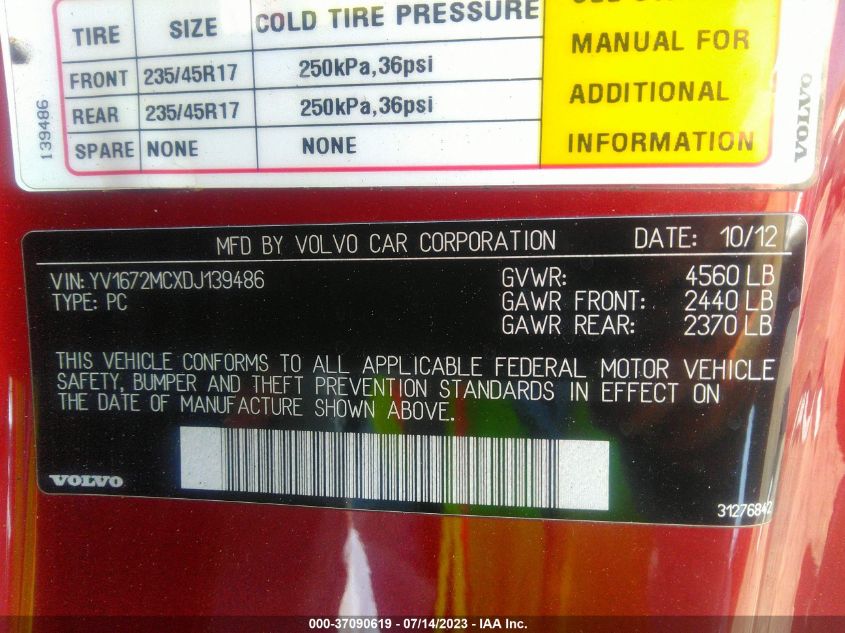 TIRE SIZE COLD TIRE PRESSURE
FRONT 235/45R17 250kPa,36psi
REAR 235/45R17 250kPa,36psi
SPARE NONE NONE
MANUAL FOR
ADDITIONAL
INFORMATION
139486
VOLVO
MFD BY VOLVO CAR CORPORATION DATE: 10/12
VIN: YV1672MCXDJ139486 GVWR: 4560 LB
TYPE: PC GAWR FRONT: 2440 LB
GAWR REAR: 2370 LB
THIS VEHICLE CONFORMS TO ALL APPLICABLE FEDERAL MOTOR VEHICLE
SAFETY, BUMPER AND THEFT PREVENTION STANDARDS IN EFFECT ON
THE DATE OF MANUFACTURE SHOWN ABOVE.
VOLVO
31276842
000-37090619 / 07/14/2023 - IAA Inc.